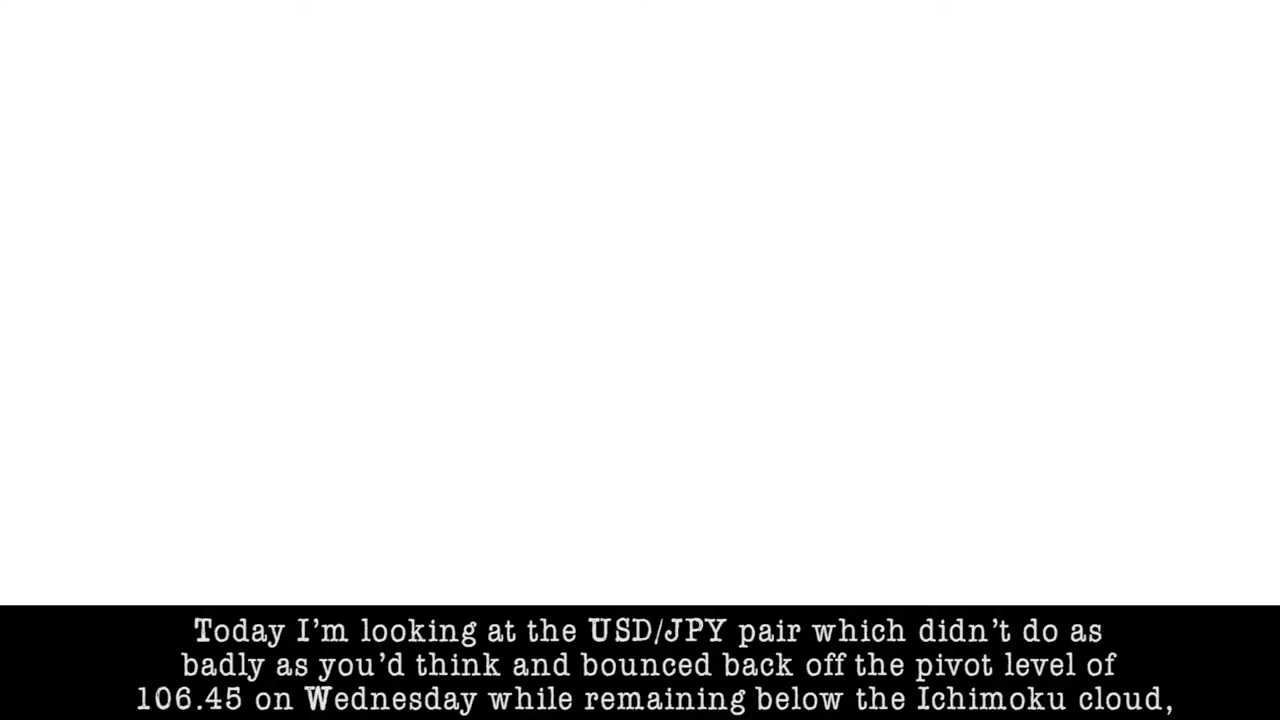 Today I'm looking at the USD/JPY pair which didn't do as
badly as you'd think and bounced back off the pivot level of
106.45 on Wednesday while remaining below the Ichimoku cloud,